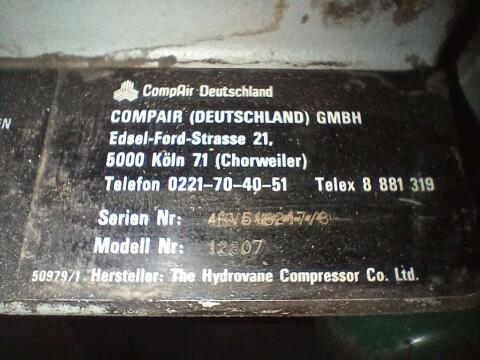 CompAir Deutschland
EN
COMPAIR (DEUTSCHLAND) GMBH
Edsel-Ford-Strasse 21,
5000 Köln 71 (Chorweiler)
Telefon 0221-70-40-51 Telex 8 881 319
Serien Nr:
Modell Nr: 12807
50979/1 Hersteller: The Hydrovane Compressor Co. Ltd.